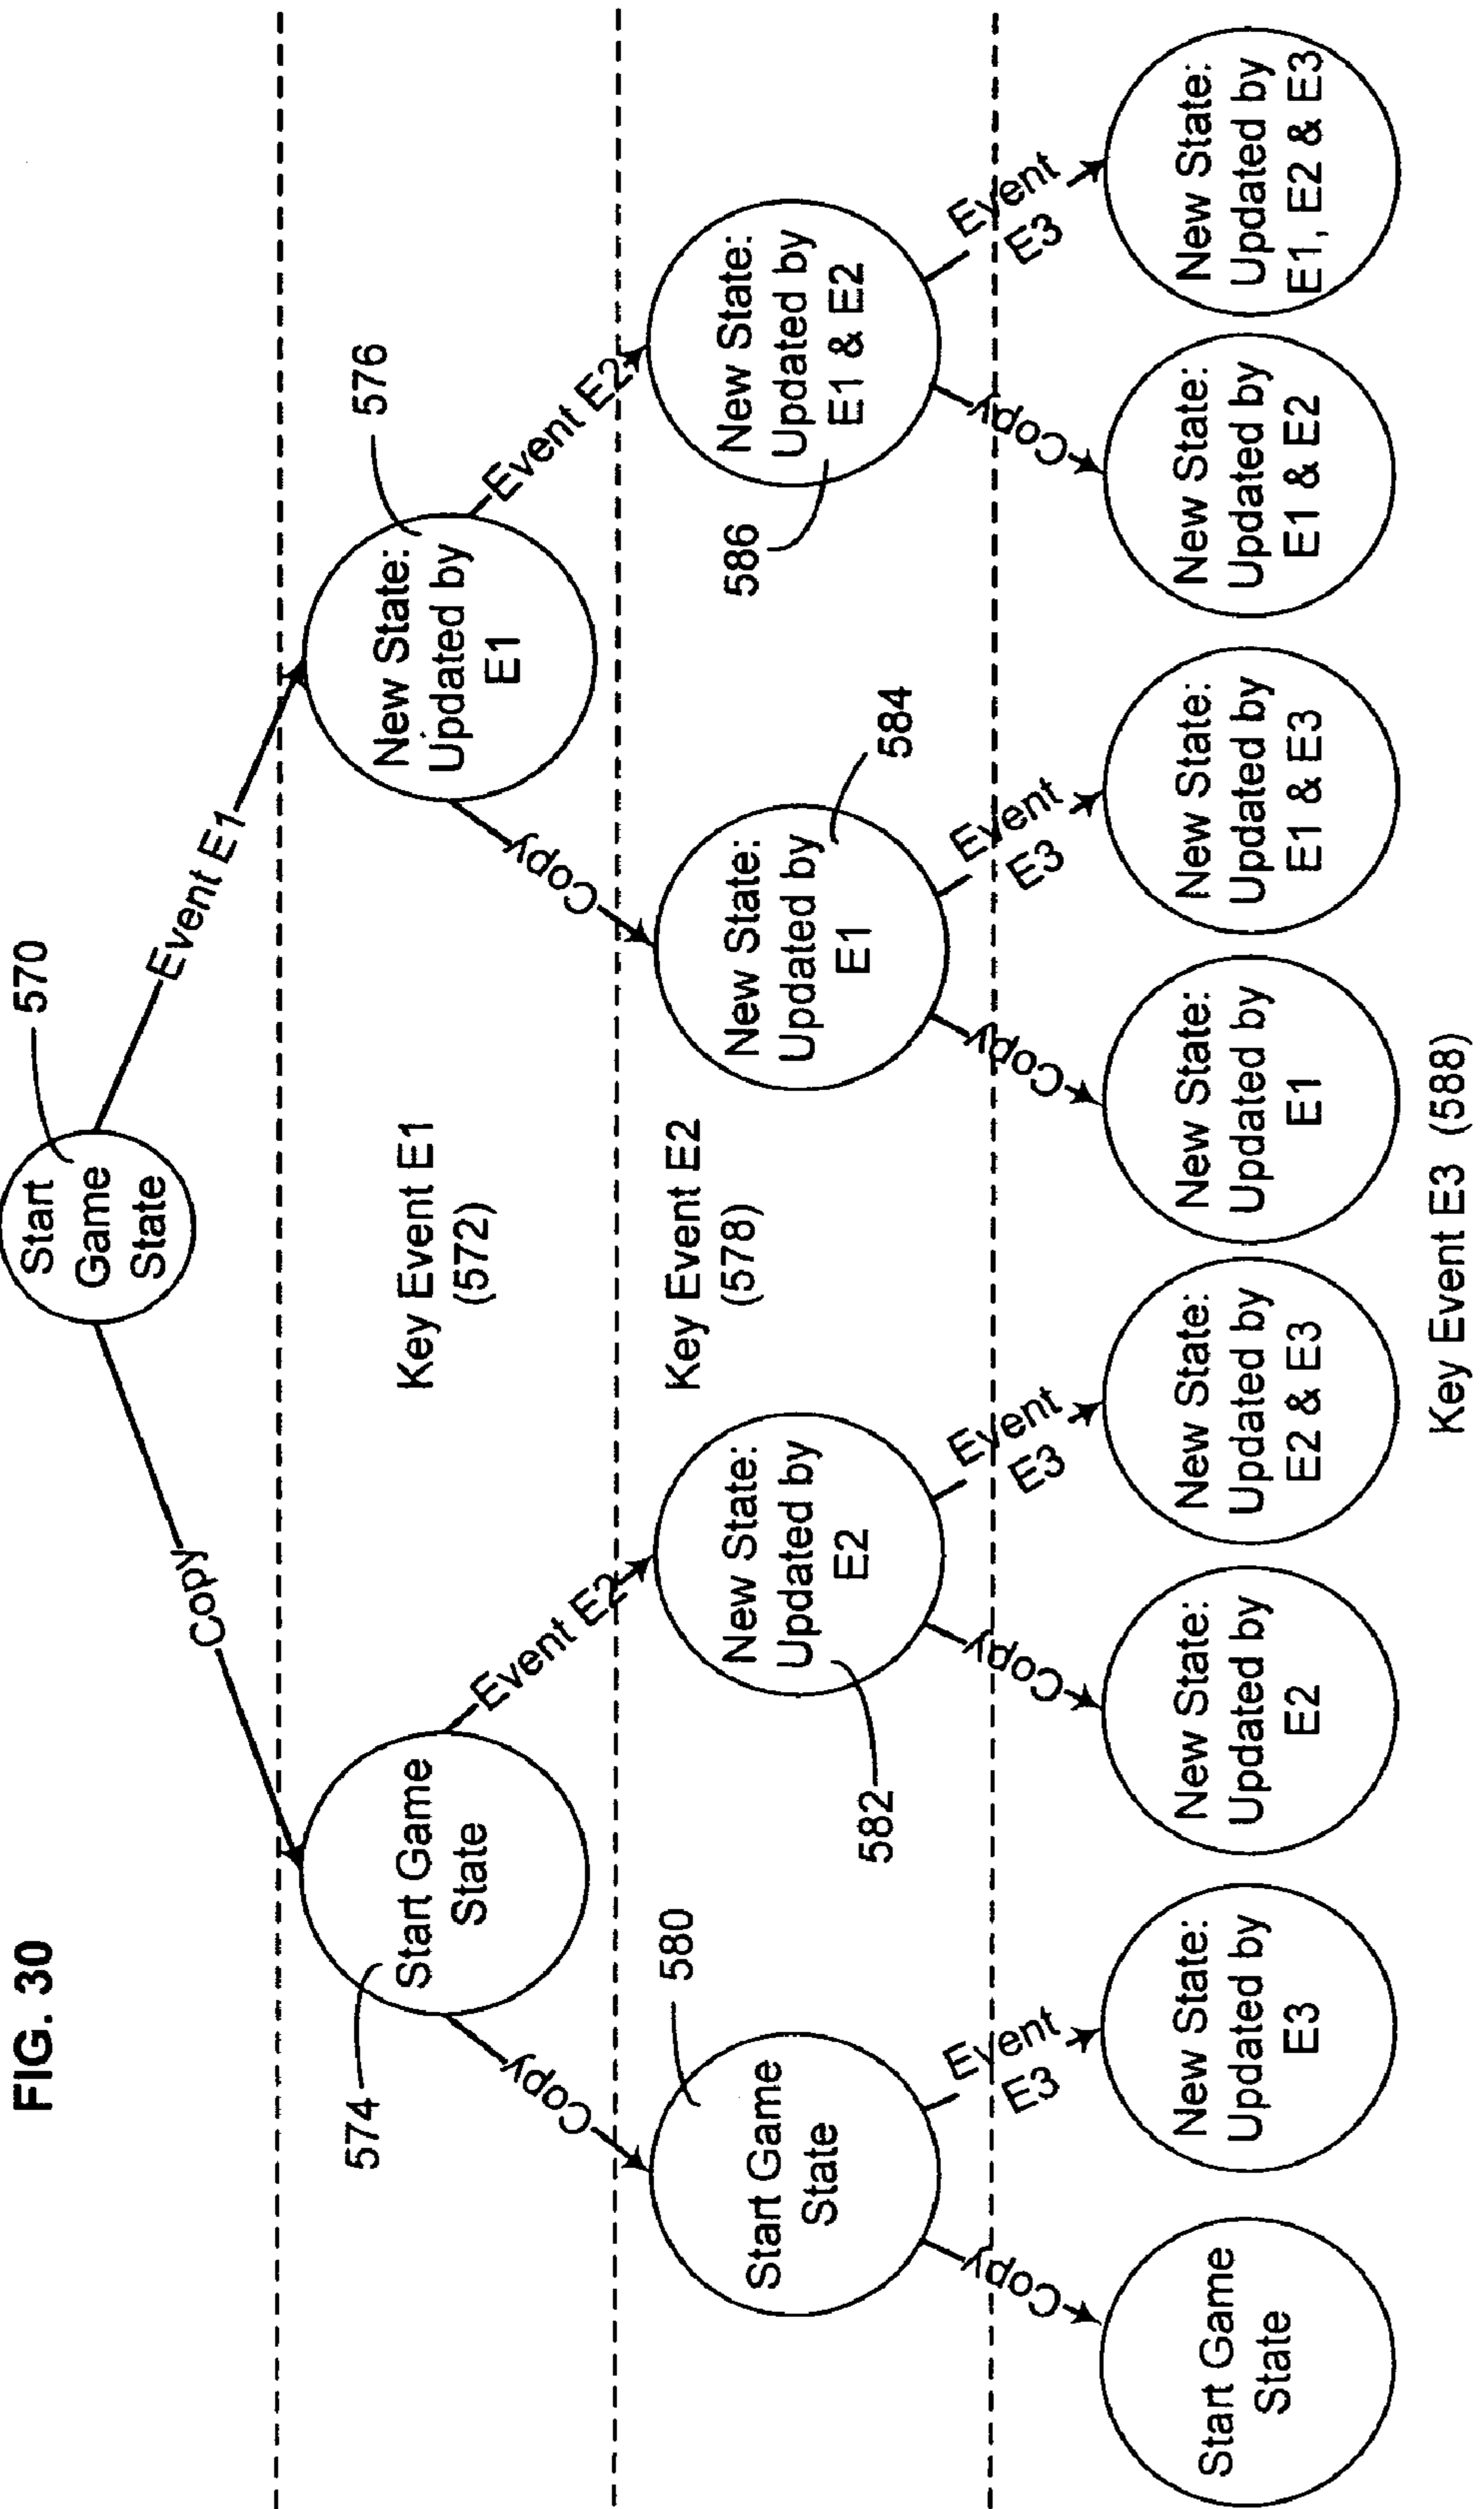 FIG. 30
Start
Game
State
570
Copy
Event E1
574
Start Game
State
Key Event E1
(572)
New State:
Updated by
E1
576
Copy
Event E2
Copy
Event E2
580
Start Game
State
582
New State:
Updated by
E2
Key Event E2
(578)
New State:
Updated by
E1
584
586
New State:
Updated by
E1 & E2
Copy
Event
E3
Copy
Event
E3
Copy
Event
E3
Copy
Event
E3
Start Game
State
New State:
Updated by
E3
New State:
Updated by
E2
New State:
Updated by
E2 & E3
New State:
Updated by
E1
New State:
Updated by
E1 & E3
New State:
Updated by
E1 & E2
New State:
Updated by
E1, E2 & E3
Key Event E3 (588)